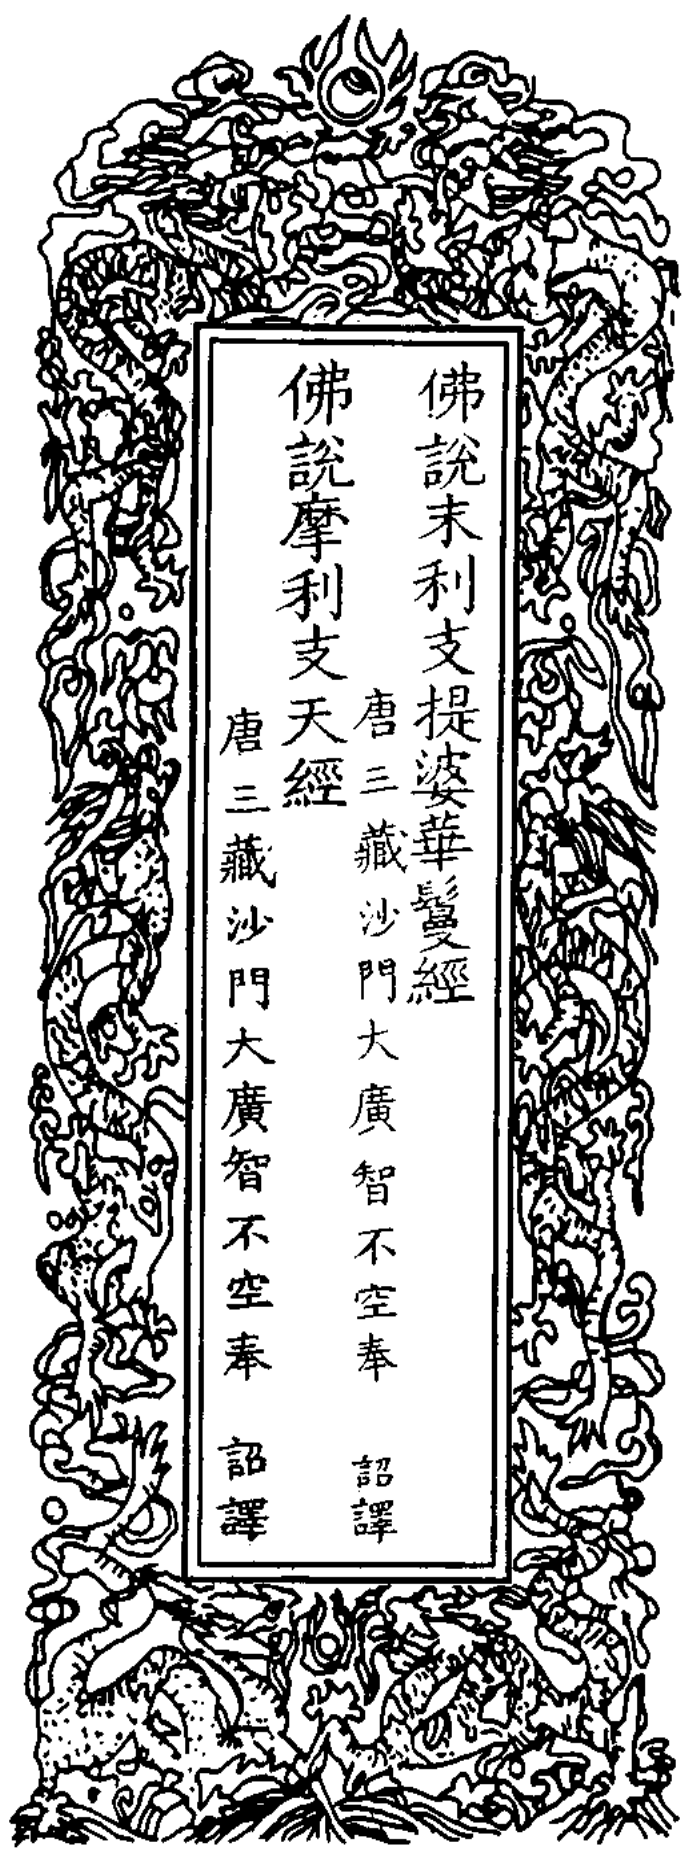 佛說末利支提婆華鬘經
唐三藏沙門大廣智不空奉 詔譯
佛說摩利支天經
唐三藏沙門大廣智不空奉 詔譯